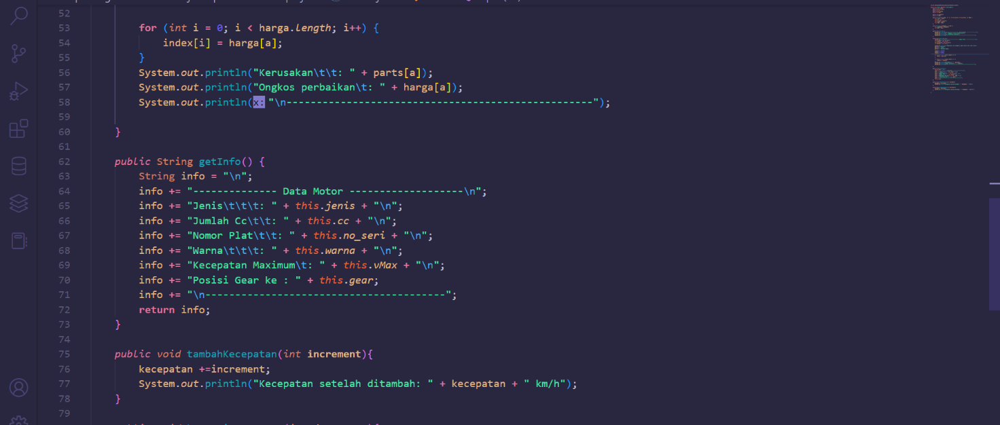 52
53 for (int i = 0; i < harga.length; i++) {
54 index[i] = harga[a];
55 }
56 System.out.println("Kerusakan\t\t: " + parts[a]);
57 System.out.println("Ongkos perbaikan\t: " + harga[a]);
58 System.out.println(x: "\n---------------------------------------------------");
59
60 }
61
62 public String getInfo() {
63 String info = "\n";
64 info += "-------------- Data Motor -------------------\n";
65 info += "Jenis\t\t\t: " + this.jenis + "\n";
66 info += "Jumlah Cc\t\t: " + this.cc + "\n";
67 info += "Nomor Plat\t\t: " + this.no_seri + "\n";
68 info += "Warna\t\t\t: " + this.warna + "\n";
69 info += "Kecepatan Maximum\t: " + this.vMax + "\n";
70 info += "Posisi Gear ke : " + this.gear;
71 info += "\n----------------------------------------";
72 return info;
73 }
74
75 public void tambahKecepatan(int increment){
76 kecepatan +=increment;
77 System.out.println("Kecepatan setelah ditambah: " + kecepatan + " km/h");
78 }
79